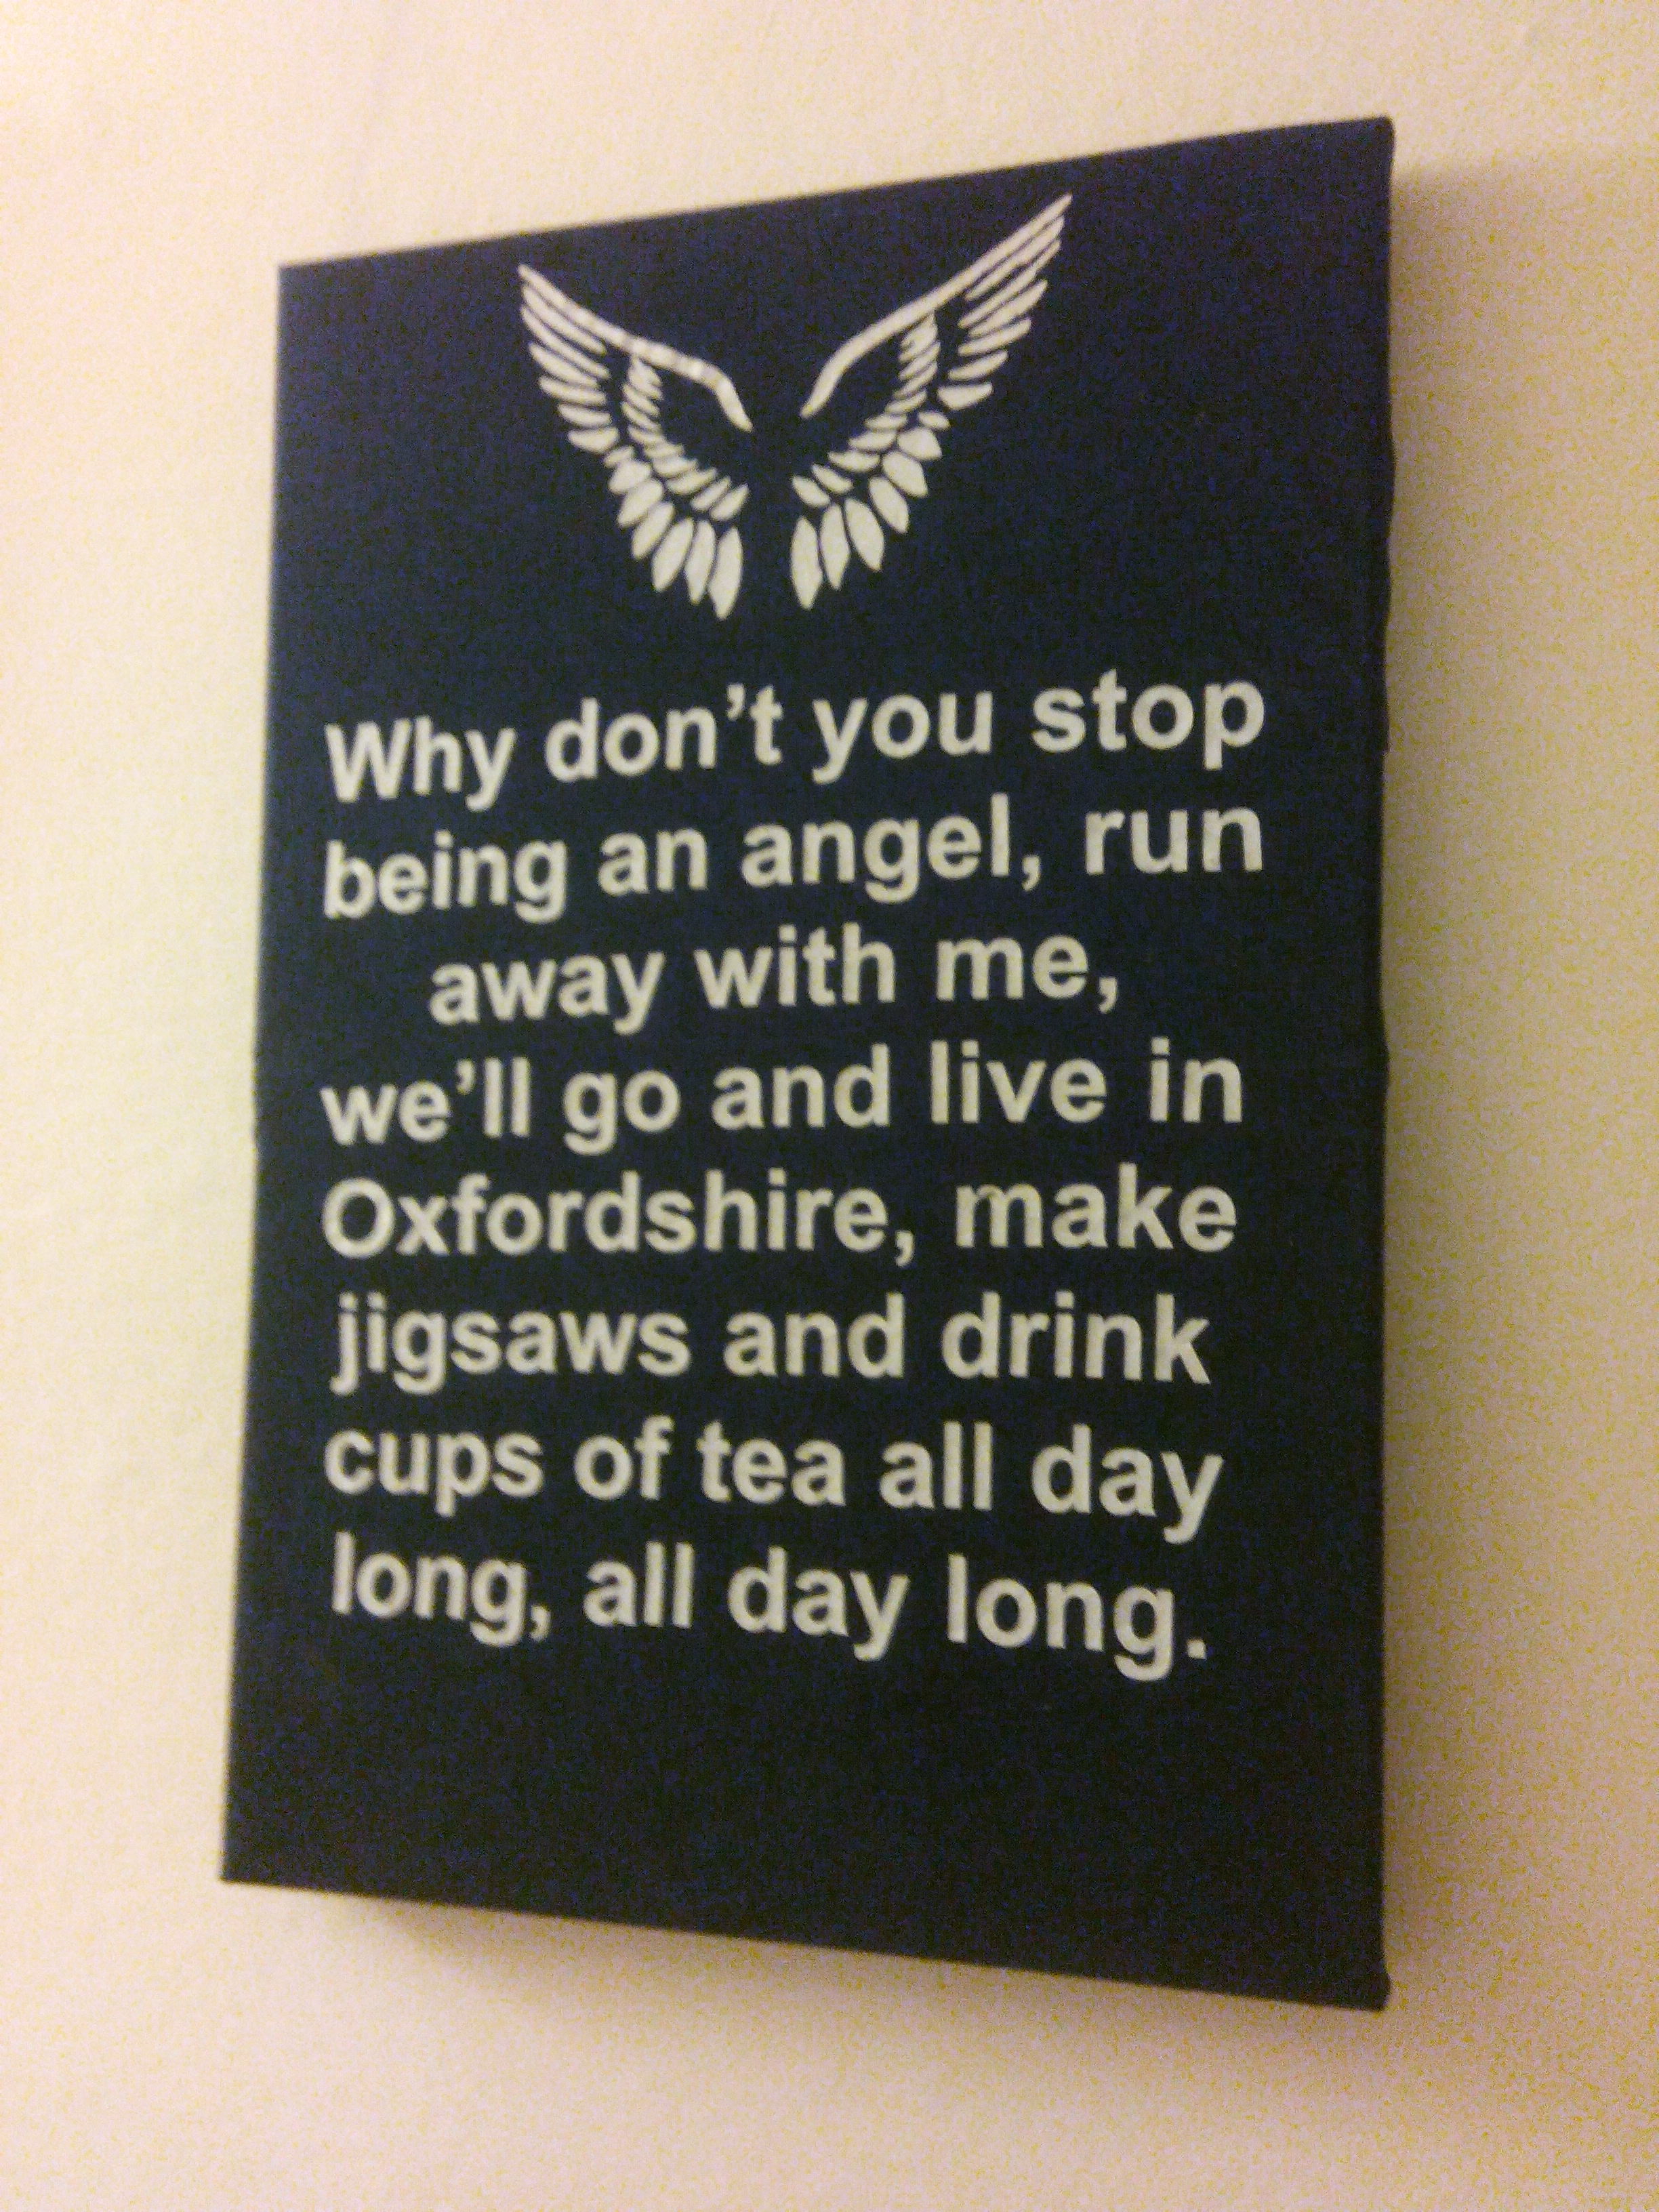 Why don't you stop
being an angel, run
away with me,
we'll go and live in
Oxfordshire, make
jigsaws and drink
cups of tea all day
long, all day long.